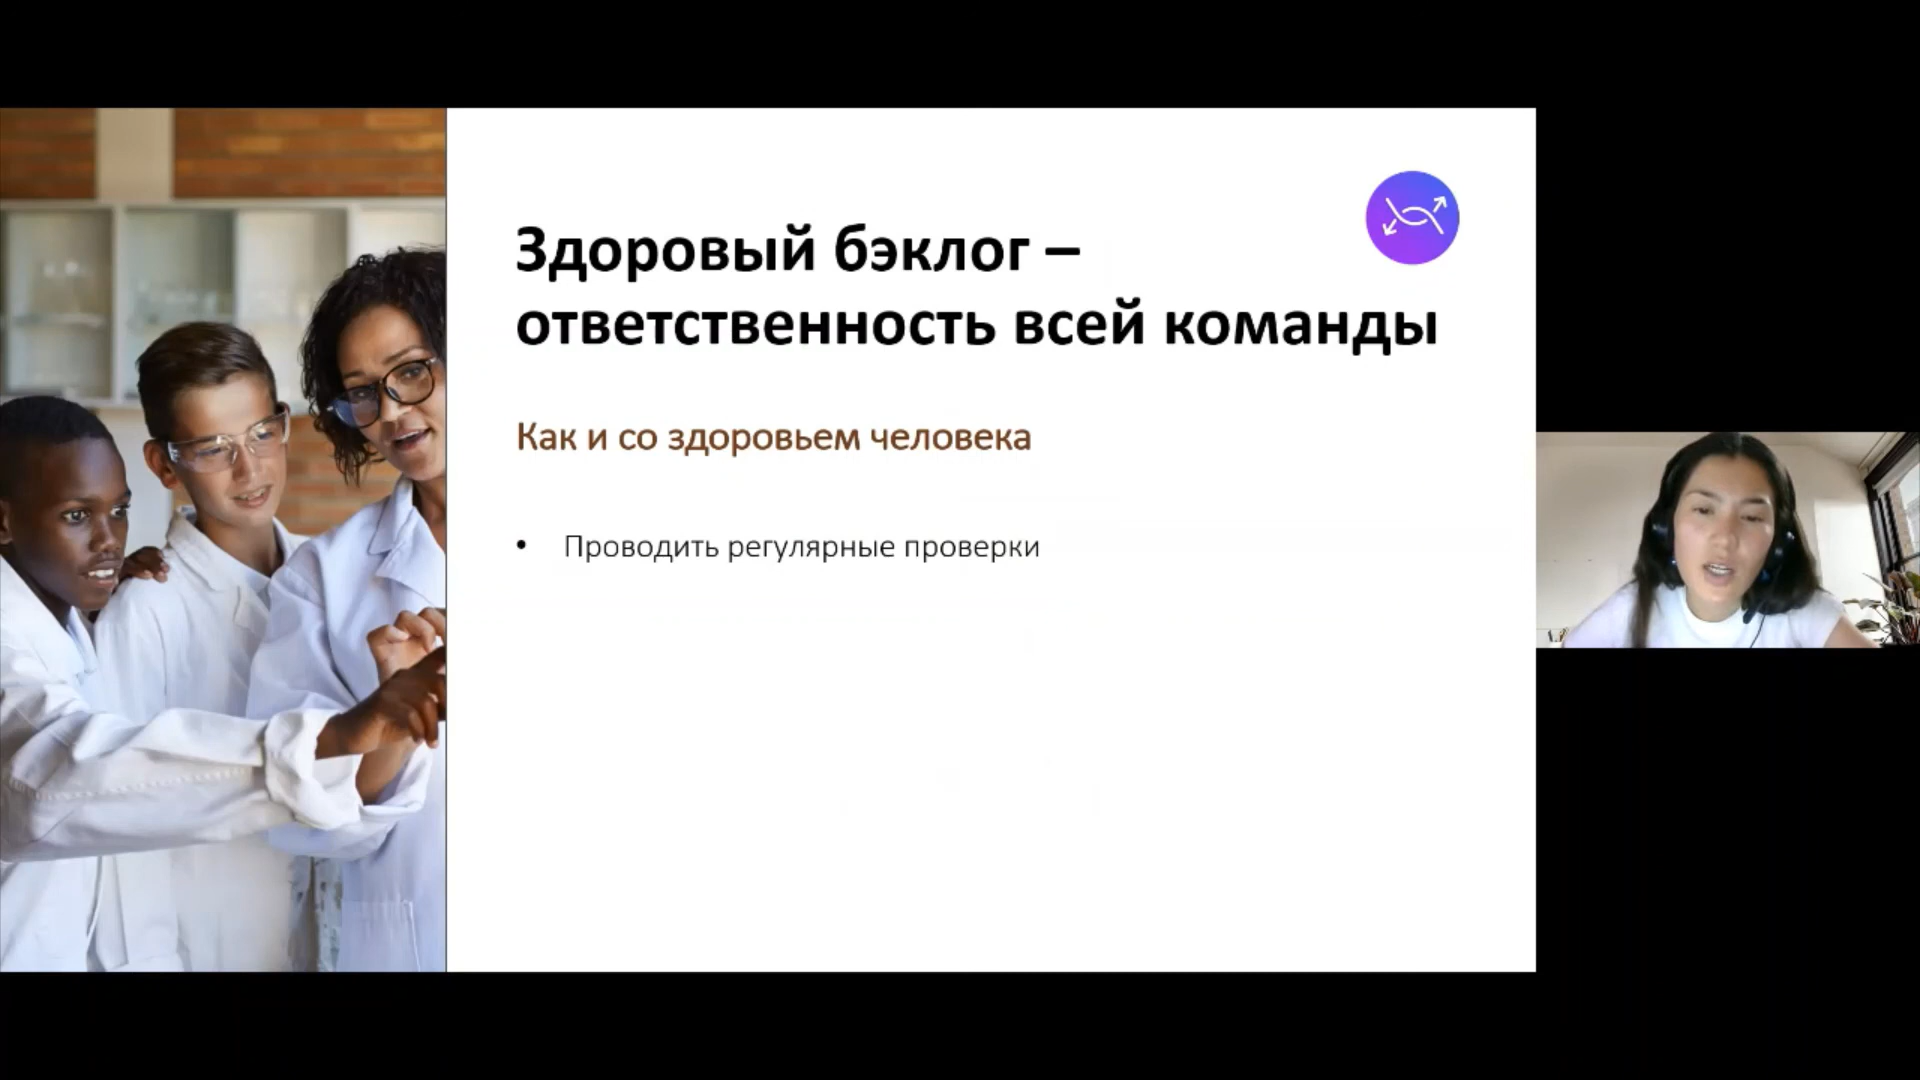 Здоровый бэклог –
ответственность всей команды
Как и со здоровьем человека
• Проводить регулярные проверки